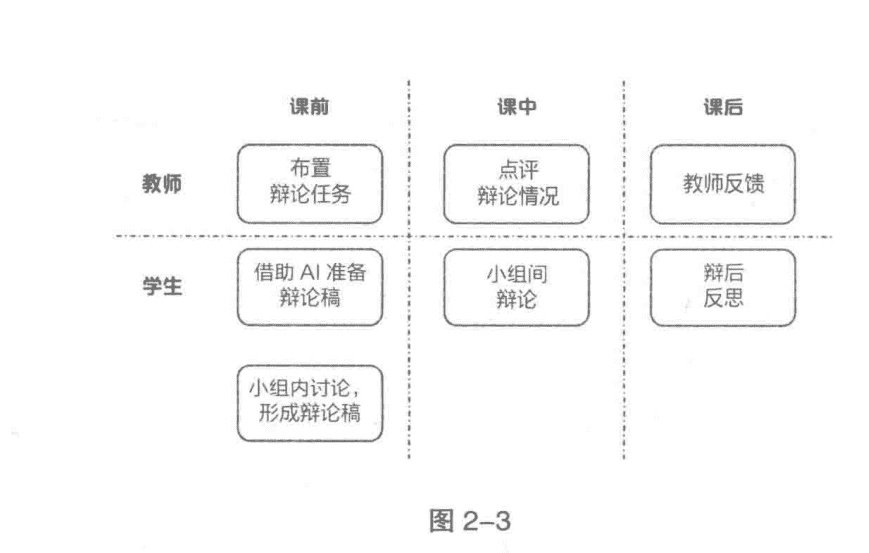 课前 课中 课后
教师
布置
辩论任务
点评
辩论情况
教师反馈
学生
借助 AI 准备
辩论稿
小组间
辩论
辩后
反思
小组内讨论，
形成辩论稿
图 2-3